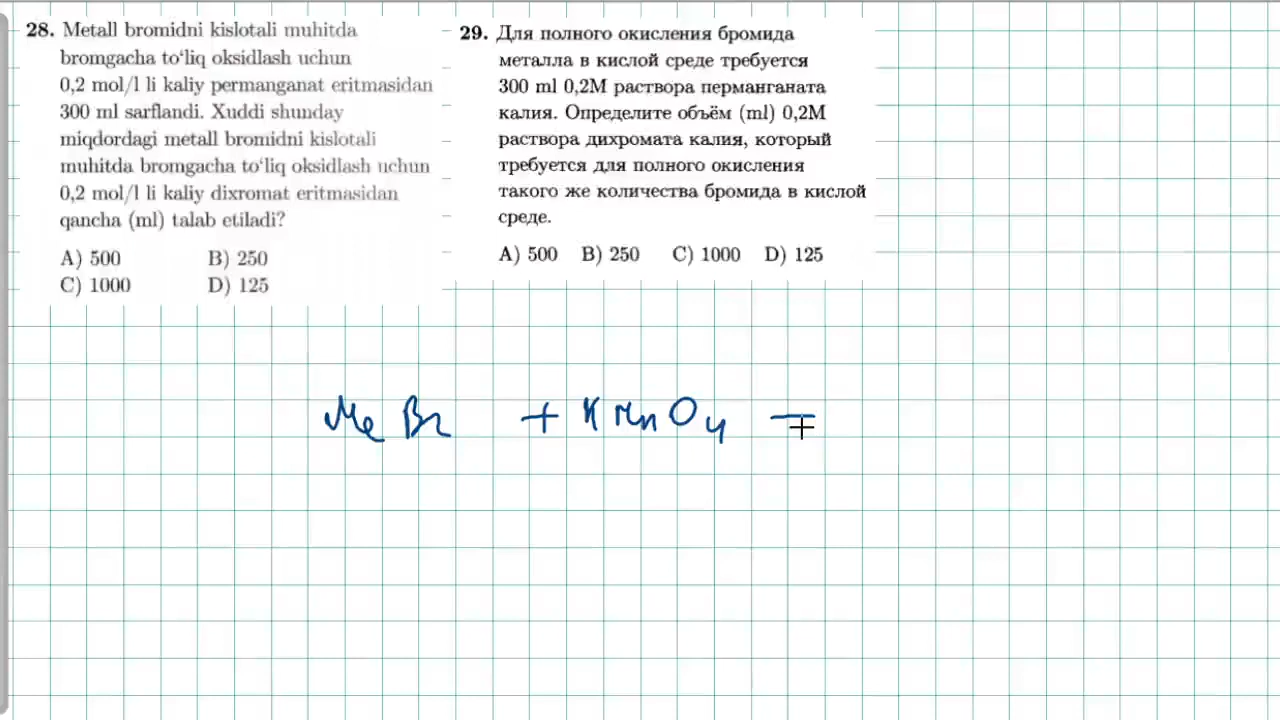 28. Metall bromidni kislotali muhitda
bromgacha to‘liq oksidlash uchun
0,2 mol/l li kaliy permanganat eritmasidan
300 ml sarflandi. Xuddi shunday
miqdordagi metall bromidni kislotali
muhitda bromgacha to‘liq oksidlash uchun
0,2 mol/l li kaliy dixromat eritmasidan
qancha (ml) talab etiladi?
A) 500 B) 250
C) 1000 D) 125
29. Для полного окисления бромида
металла в кислой среде требуется
300 ml 0,2M раствора перманганата
калия. Определите объём (ml) 0,2M
раствора дихромата калия, который
требуется для полного окисления
такого же количества бромида в кислой
среде.
A) 500 B) 250 C) 1000 D) 125
MeBr + KMnO4 =